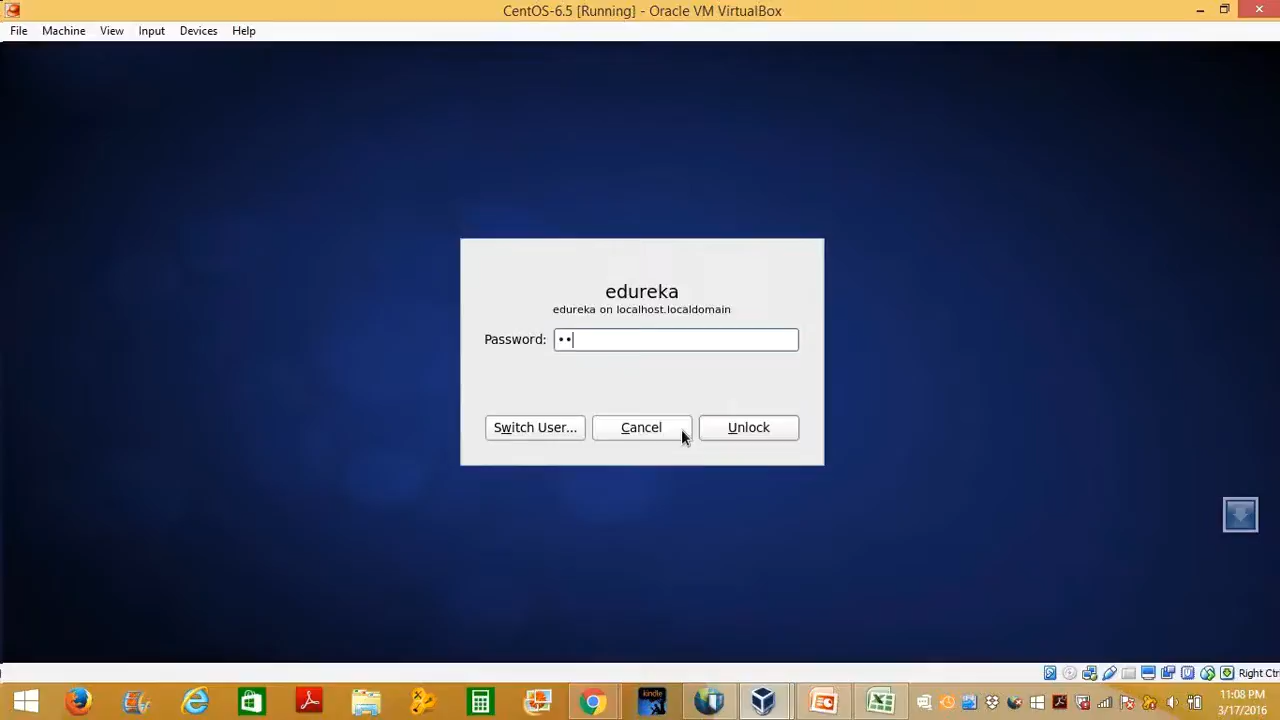 CentOS-6.5 [Running] - Oracle VM VirtualBox
File Machine View Input Devices Help
edureka
edureka on localhost.localdomain
Password: ••
Switch User... Cancel Unlock
Right Ctrl
kindle
11:08 PM
3/17/2016